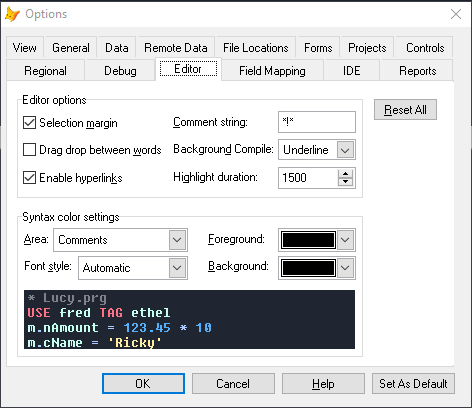 Options
View General Data Remote Data File Locations Forms Projects Controls
Regional Debug Editor Field Mapping IDE Reports
Editor options
Reset All
Selection margin Comment string: *!*
Drag drop between words Background Compile: Underline
Enable hyperlinks Highlight duration: 1500
Syntax color settings
Area: Comments Foreground:
Font style: Automatic Background:
* Lucy.prg
USE fred TAG ethel
m.nAmount = 123.45 * 10
m.cName = 'Ricky'
OK Cancel Help Set As Default